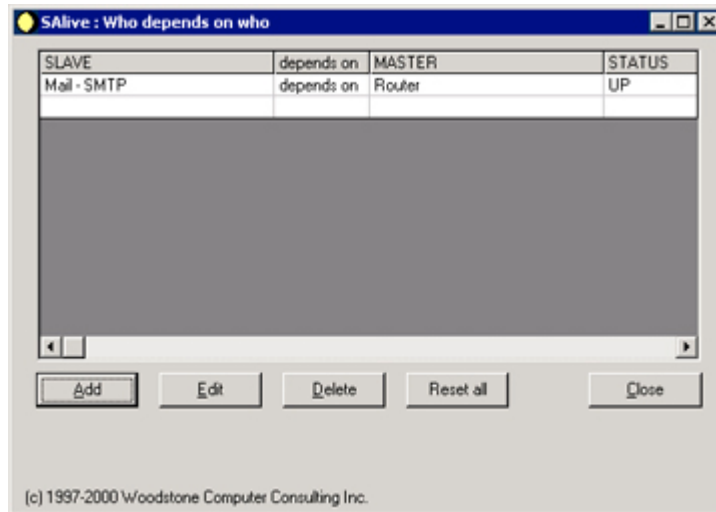 SAlive : Who depends on who
SLAVE depends on MASTER STATUS
Mail - SMTP depends on Router UP
Add Edit Delete Reset all Close
(c) 1997-2000 Woodstone Computer Consulting Inc.